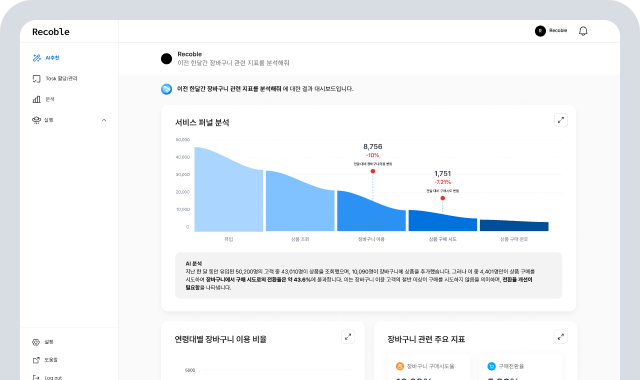 Recoble
R Recoble
AI추천
Task 할당/관리
분석
실행
Recoble
이전 한달간 장바구니 관련 지표를 분석해줘
이전 한달간 장바구니 관련 지표를 분석해줘 에 대한 결과 대시보드입니다.
서비스 퍼널 분석
50,000
40,000
30,000
20,000
10,000
0
8,756
-10%
1,751
-7.21%
유입
상품 조회
장바구니 이용
상품 구매 시도
상품 구매 완료
AI 분석
지난 한 달 동안 유입된 50,200명의 고객 중 43,010명이 상품을 조회했으며, 10,090명이 장바구니에 상품을 추가했습니다. 그러나 이 중 4,401명만이 상품 구매를
시도하여 장바구니에서 구매 시도로의 전환율은 약 43.6%에 불과합니다. 이는 장바구니 이용 고객의 절반 이상이 구매를 시도하지 않음을 의미하며, 전환율 개선이
필요함을 나타냅니다.
연령대별 장바구니 이용 비율
장바구니 관련 주요 지표
5000
장바구니 구매시도율
구매전환율
설정
도움말
Log out